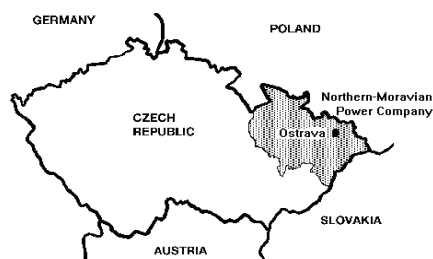 GERMANY
POLAND
Northern-Moravian
Power Company
CZECH
REPUBLIC
Ostrava
SLOVAKIA
AUSTRIA